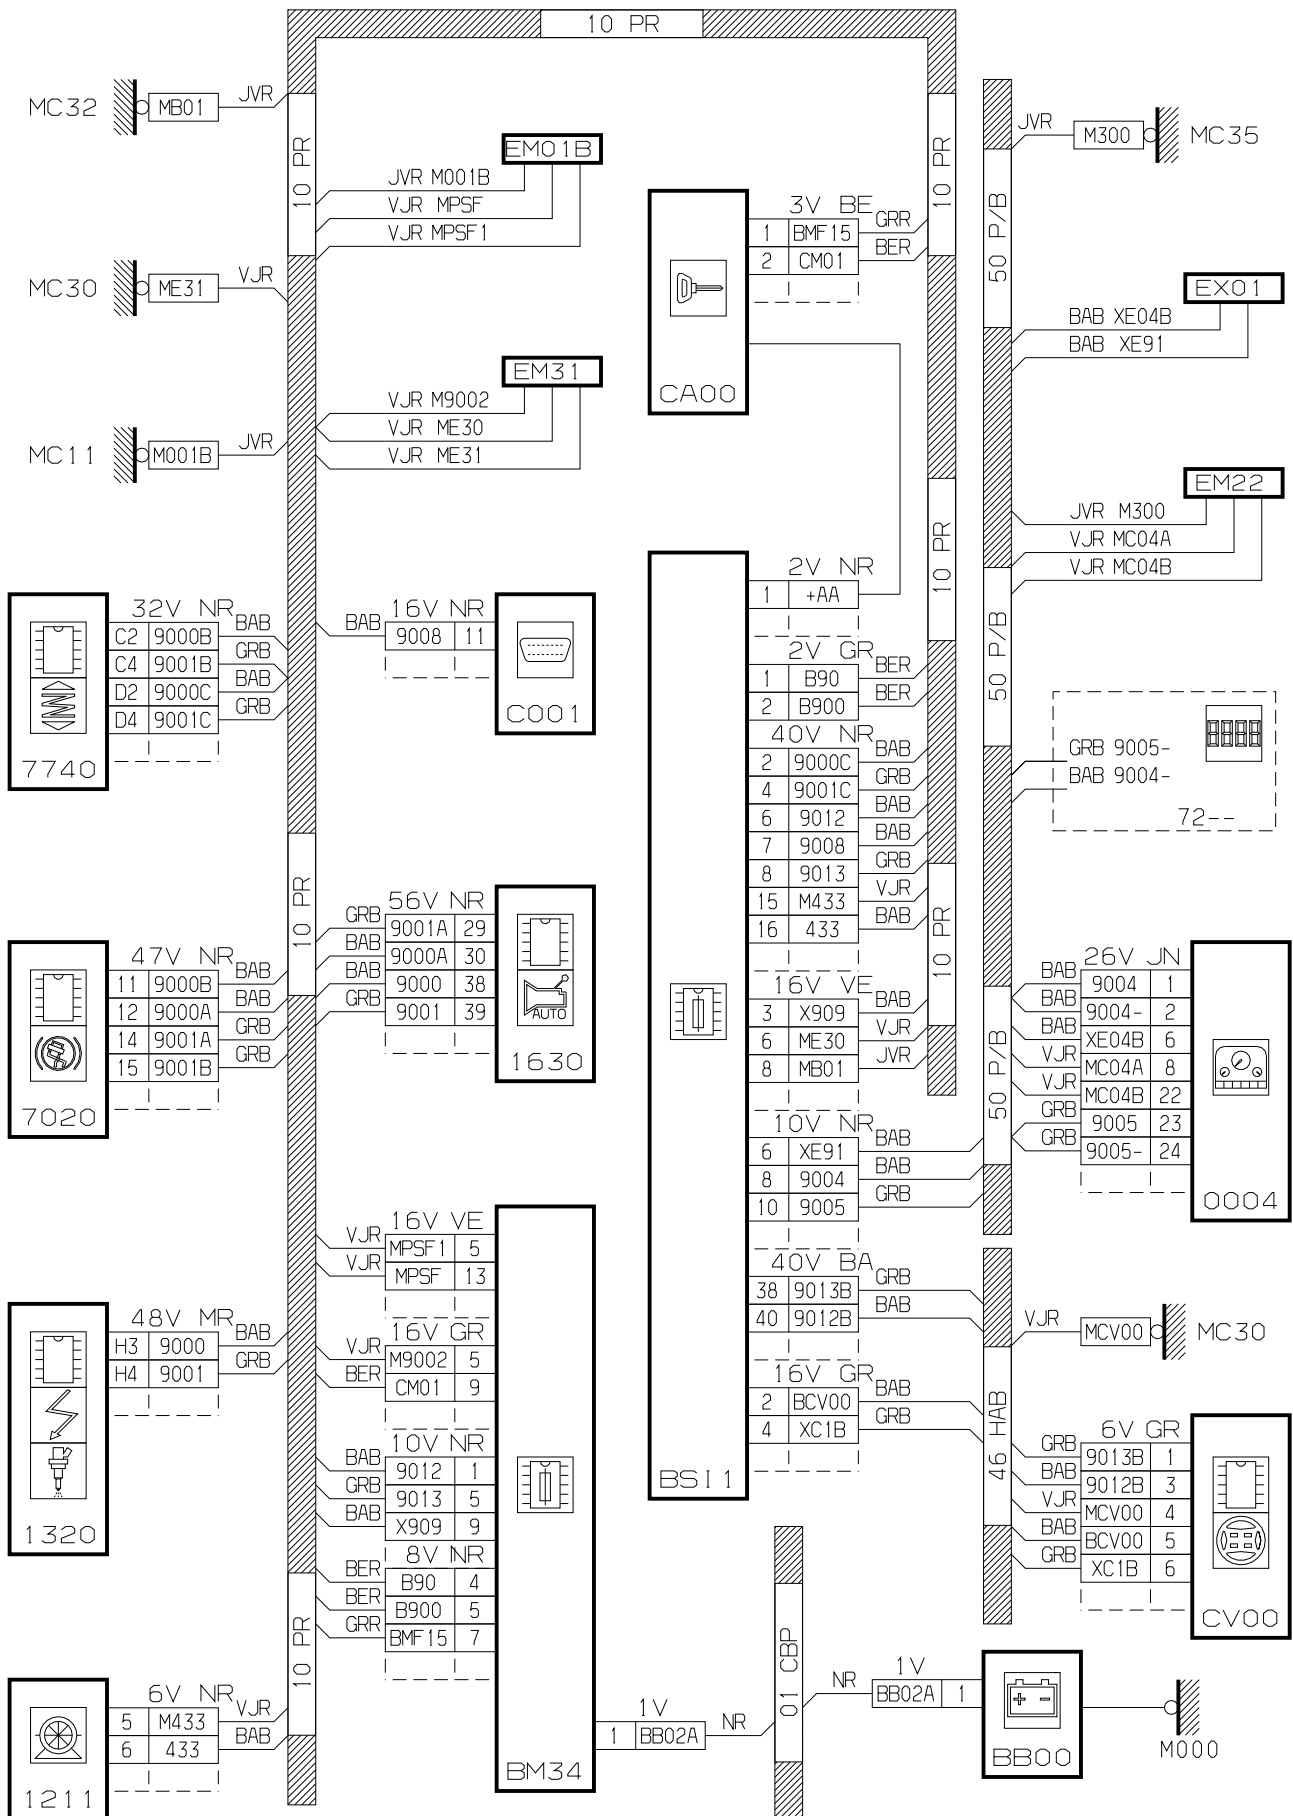 10 PR
MC32
MB01
JVR
10 PR
EM01B
JVR M001B
VJR MPSF
VJR MPSF1
MC30
ME31
VJR
EM31
VJR M9002
VJR ME30
VJR ME31
MC11
M001B
JVR
32V NR
C2 9000B BAB
C4 9001B GRB
D2 9000C BAB
D4 9001C GRB
7740
16V NR
BAB 9008 11
C001
10 PR
47V NR
11 9000B BAB
12 9000A BAB
14 9001A GRB
15 9001B GRB
7020
56V NR
GRB 9001A 29
BAB 9000A 30
BAB 9000 38
GRB 9001 39
AUTO
1630
48V MR
H3 9000 BAB
H4 9001 GRB
1320
16V VE
VJR MPSF1 5
VJR MPSF 13
16V GR
VJR M9002 5
BER CM01 9
10V NR
BAB 9012 1
GRB 9013 5
BAB X909 9
8V NR
BER B90 4
BER B900 5
GRR BMF15 7
BM34
10 PR
6V NR
5 M433 VJR
6 433 BAB
1211
1V
1 BB02A NR
CA00
3V BE
1 BMF15 GRR
2 CM01 BER
10 PR
10 PR
10 PR
BSI1
2V NR
1 +AA
2V GR
1 B90 BER
2 B900 BER
40V NR
2 9000C BAB
4 9001C GRB
6 9012 BAB
7 9008 BAB
8 9013 GRB
15 M433 VJR
16 433 BAB
16V VE
3 X909 BAB
6 ME30 VJR
8 MB01 JVR
10V NR
6 XE91 BAB
8 9004 BAB
10 9005 GRB
40V BA
38 9013B GRB
40 9012B BAB
16V GR
2 BCV00 BAB
4 XC1B GRB
50 P/B
JVR
M300
MC35
EX01
BAB XE04B
BAB XE91
EM22
JVR M300
VJR MC04A
VJR MC04B
50 P/B
GRB 9005-
BAB 9004-
72--
50 P/B
26V JN
BAB 9004 1
BAB 9004- 2
BAB XE04B 6
VJR MC04A 8
VJR MC04B 22
GRB 9005 23
GRB 9005- 24
0004
VJR
MCV00
MC30
46 HAB
6V GR
GRB 9013B 1
BAB 9012B 3
VJR MCV00 4
BAB BCV00 5
GRB XC1B 6
CV00
01 CBP
1V
NR BB02A 1
+ -
BB00
M000